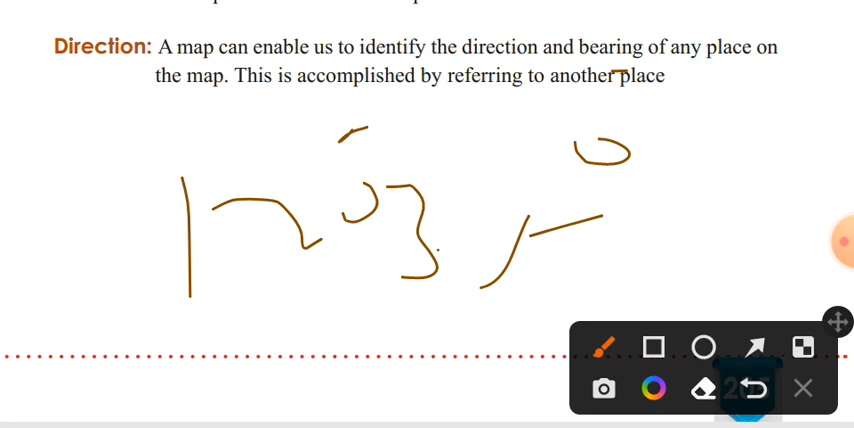 Direction: A map can enable us to identify the direction and bearing of any place on
the map. This is accomplished by referring to another place